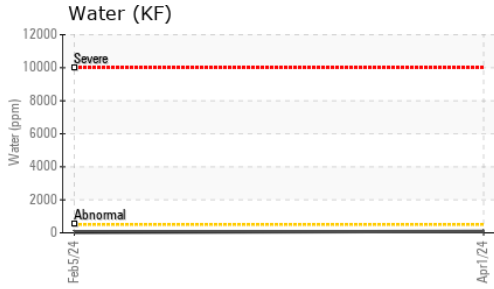 Water (KF)
12000
10000
8000
6000
4000
2000
0
Water (ppm)
Severe
Abnormal
Feb5/24
Apr1/24